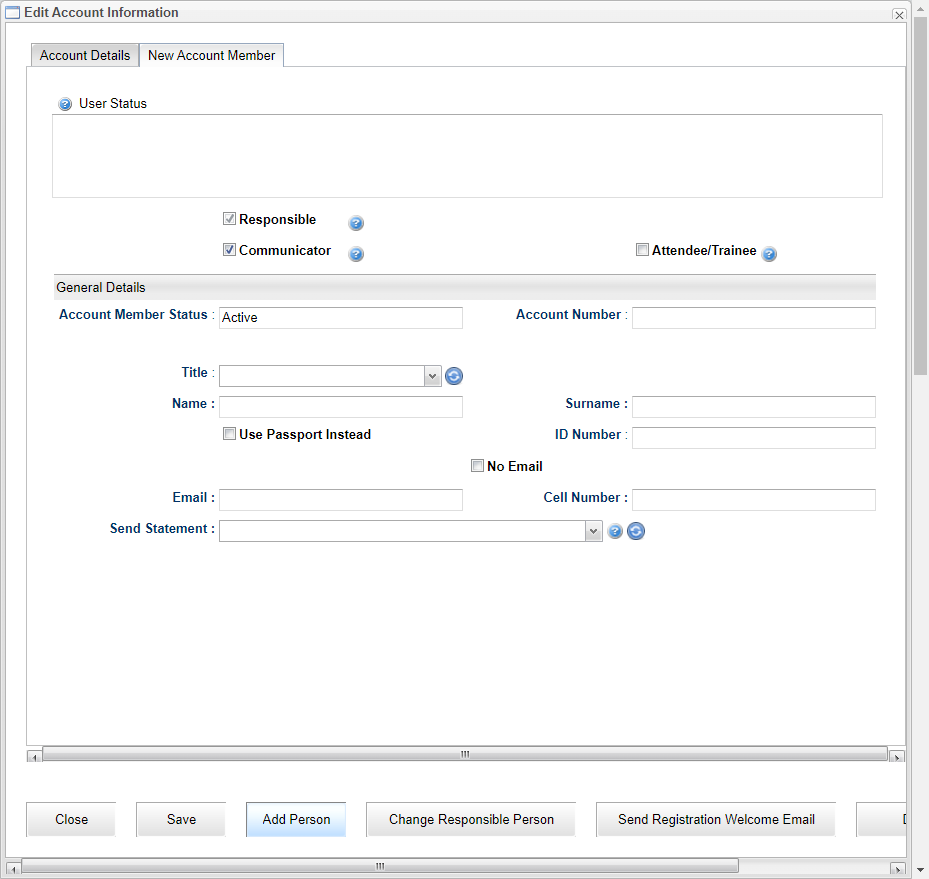 Edit Account Information
Account Details New Account Member
User Status
Responsible
Communicator Attendee/Trainee
General Details
Account Member Status : Active Account Number :
Title :
Name : Surname :
Use Passport Instead ID Number :
No Email
Email : Cell Number :
Send Statement :
Close Save Add Person Change Responsible Person Send Registration Welcome Email